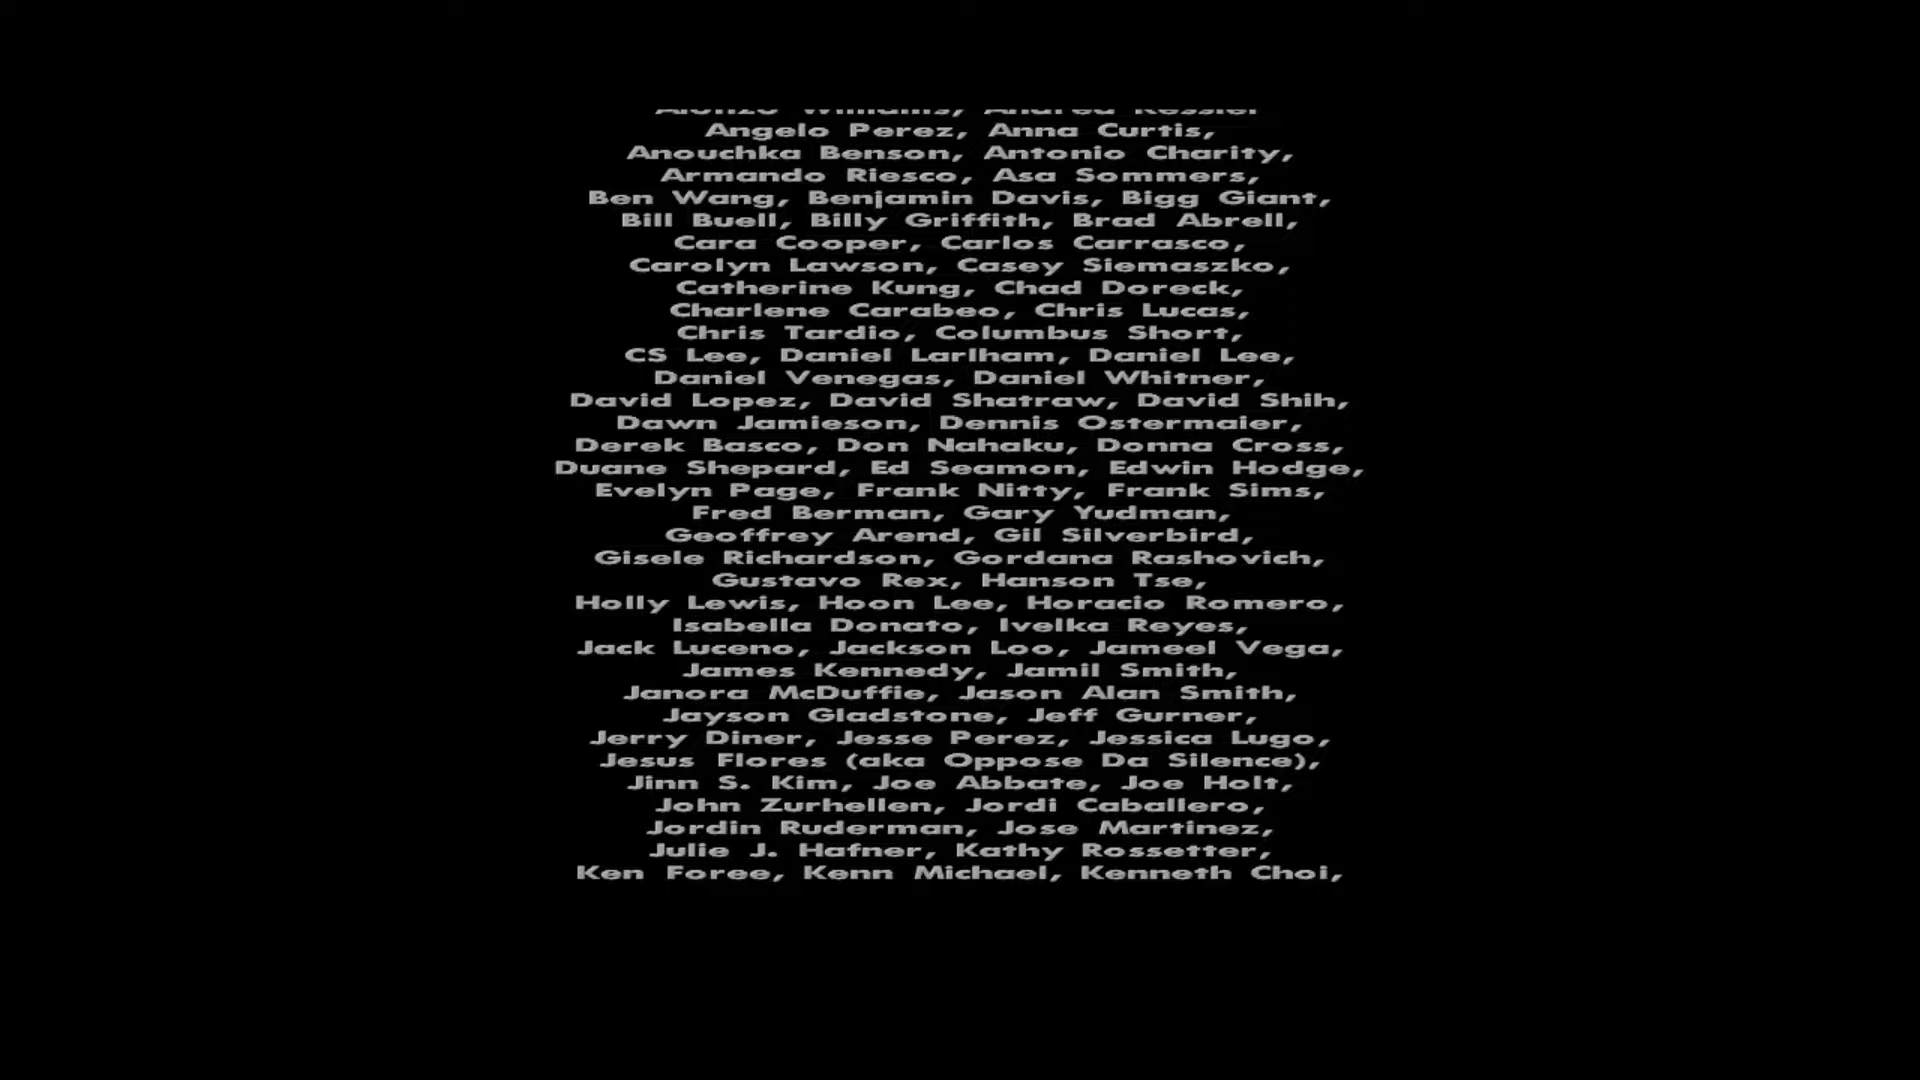 Alonzo Williams, Andrea Kessler
Angelo Perez, Anna Curtis,
Anouchka Benson, Antonio Charity,
Armando Riesco, Asa Sommers,
Ben Wang, Benjamin Davis, Bigg Giant,
Bill Buell, Billy Griffith, Brad Abrell,
Cara Cooper, Carlos Carrasco,
Carolyn Lawson, Casey Siemaszko,
Catherine Kung, Chad Doreck,
Charlene Carabeo, Chris Lucas,
Chris Tardio, Columbus Short,
CS Lee, Daniel Larlham, Daniel Lee,
Daniel Venegas, Daniel Whitner,
David Lopez, David Shatraw, David Shih,
Dawn Jamieson, Dennis Ostermaier,
Derek Basco, Don Nahaku, Donna Cross,
Duane Shepard, Ed Seamon, Edwin Hodge,
Evelyn Page, Frank Nitty, Frank Sims,
Fred Berman, Gary Yudman,
Geoffrey Arend, Gil Silverbird,
Gisele Richardson, Gordana Rashovich,
Gustavo Rex, Hanson Tse,
Holly Lewis, Hoon Lee, Horacio Romero,
Isabella Donato, Ivelka Reyes,
Jack Luceno, Jackson Loo, Jameel Vega,
James Kennedy, Jamil Smith,
Janora McDuffie, Jason Alan Smith,
Jayson Gladstone, Jeff Gurner,
Jerry Diner, Jesse Perez, Jessica Lugo,
Jesus Flores (aka Oppose Da Silence),
Jinn S. Kim, Joe Abbate, Joe Holt,
John Zurhellen, Jordi Caballero,
Jordin Ruderman, Jose Martinez,
Julie J. Hafner, Kathy Rossetter,
Ken Foree, Kenn Michael, Kenneth Choi,